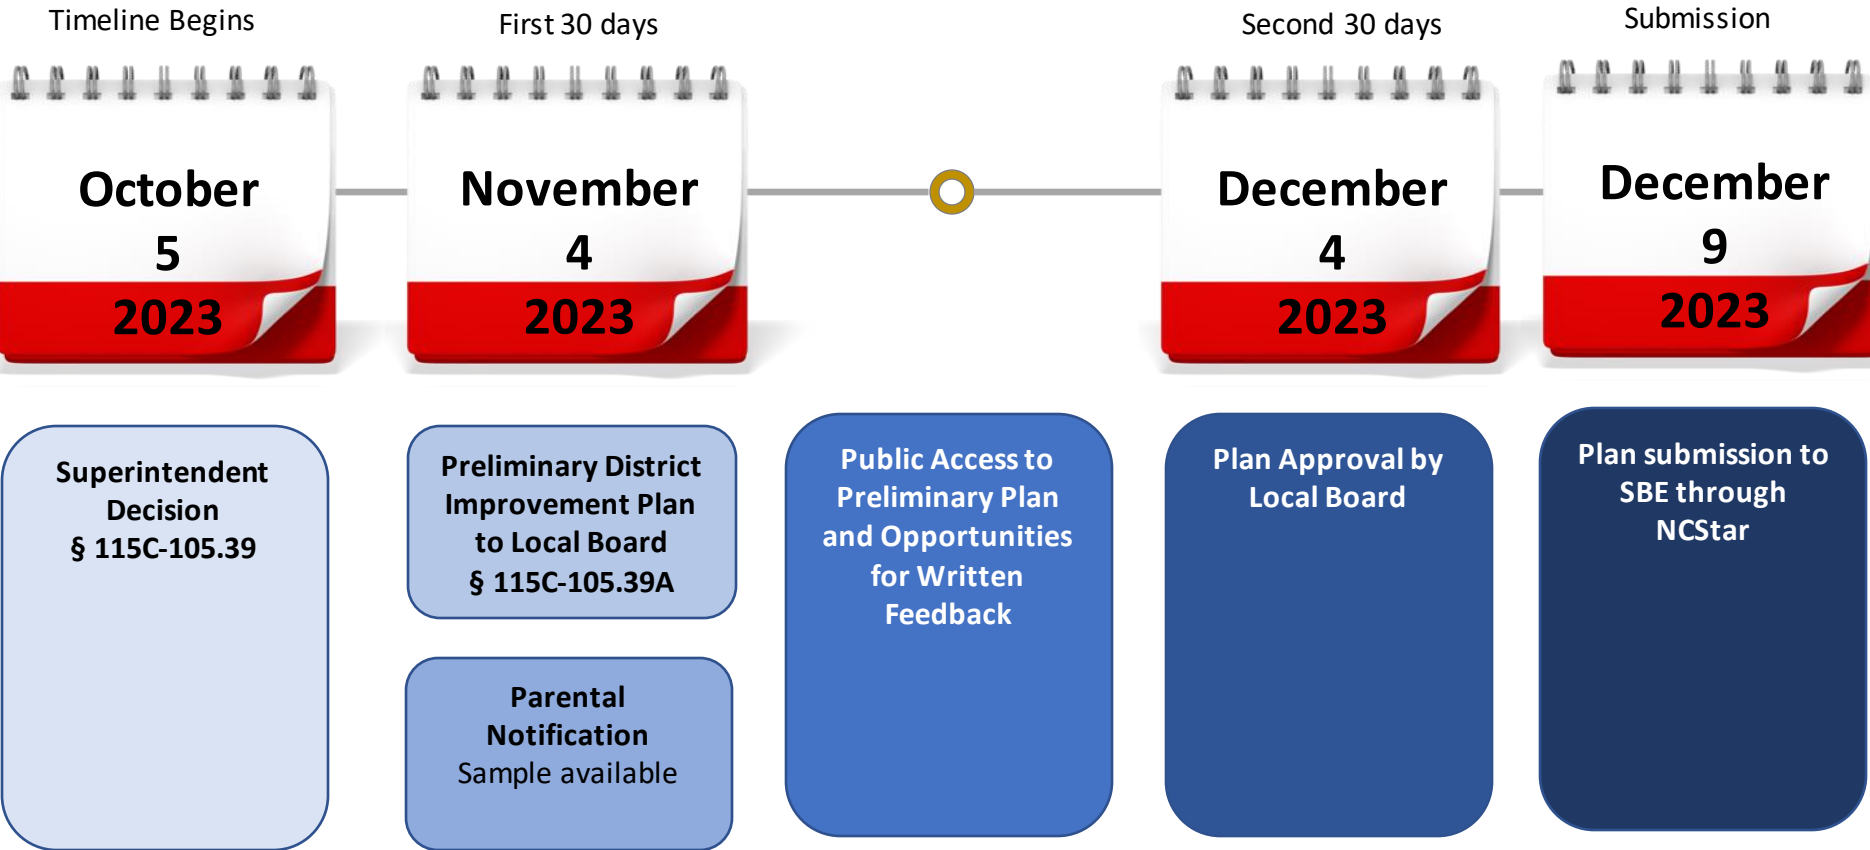 Timeline Begins
First 30 days
Second 30 days
Submission
October
5
2023
November
4
2023
December
4
2023
December
9
2023
Superintendent
Decision
§ 115C-105.39
Preliminary District
Improvement Plan
to Local Board
§ 115C-105.39A
Parental
Notification
Sample available
Public Access to
Preliminary Plan
and Opportunities
for Written
Feedback
Plan Approval by
Local Board
Plan submission to
SBE through
NCStar